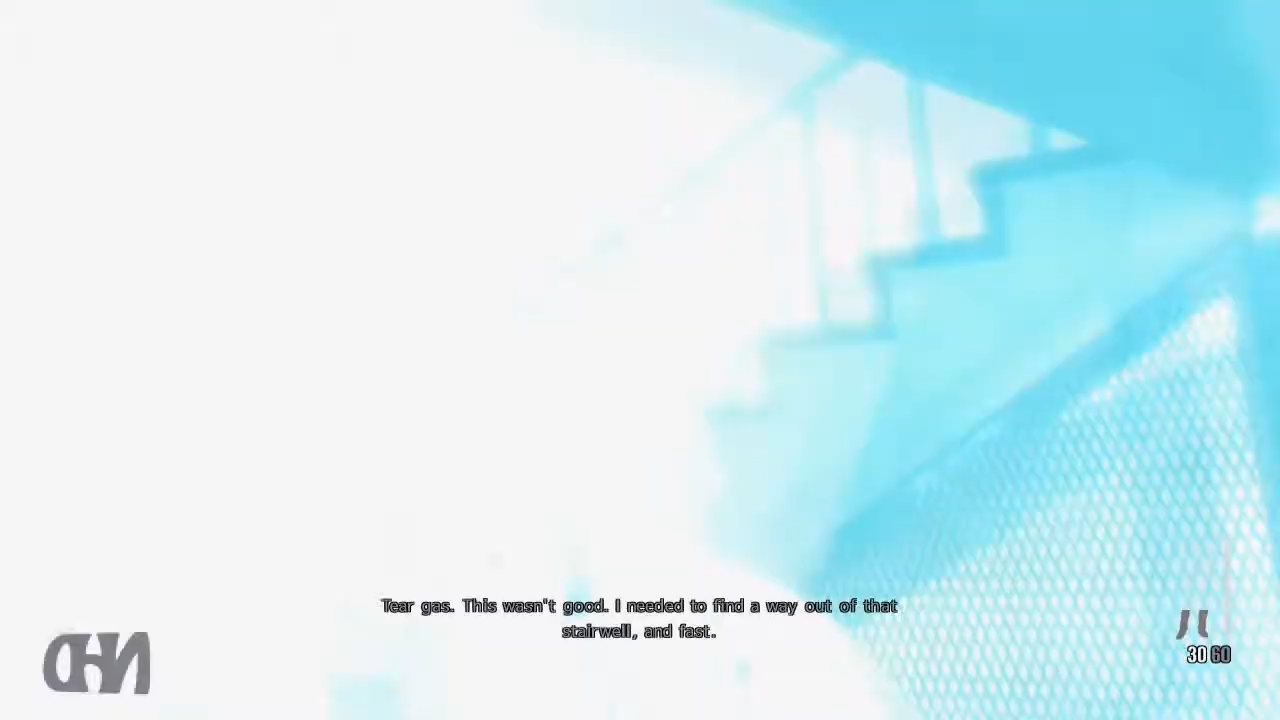 Tear gas. This wasn't good. I needed to find a way out of that
stairwell, and fast.
30 60